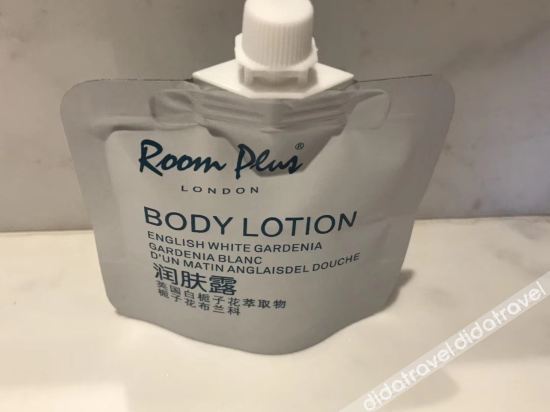 Room Plus®
LONDON
BODY LOTION
ENGLISH WHITE GARDENIA
GARDENIA BLANC
D'UN MATIN ANGLAISDEL DOUCHE
润肤露
英国白栀子花萃取物
栀子花布兰科
didatravel didatravel